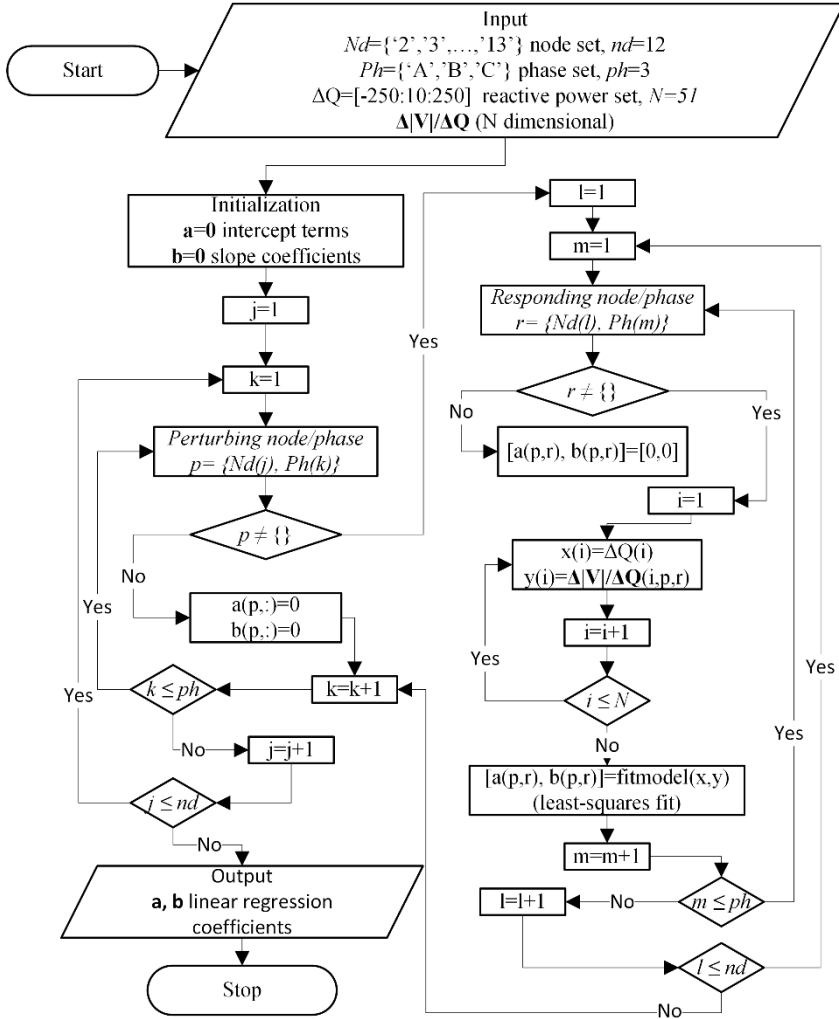 Start
Input
Nd={‘2’,’3’,…,’13’} node set, nd=12
Ph={‘A’,’B’,’C’} phase set, ph=3
ΔQ=[-250:10:250] reactive power set, N=51
Δ|V|/ΔQ (N dimensional)
Initialization
a=0 intercept terms
b=0 slope coefficients
j=1
k=1
Perturbing node/phase
p= {Nd(j), Ph(k)}
p ≠ {}
No
Yes
a(p,:)=0
b(p,:)=0
k=k+1
k ≤ ph
Yes
No
j=j+1
j ≤ nd
Yes
No
Output
a, b linear regression
coefficients
Stop
l=1
m=1
Responding node/phase
r= {Nd(l), Ph(m)}
r ≠ {}
No
Yes
[a(p,r), b(p,r)]=[0,0]
i=1
x(i)=ΔQ(i)
y(i)=Δ|V|/ΔQ(i,p,r)
i=i+1
i ≤ N
Yes
No
[a(p,r), b(p,r)]=fitmodel(x,y)
(least-squares fit)
m=m+1
m ≤ ph
Yes
No
l=l+1
l ≤ nd
Yes
No